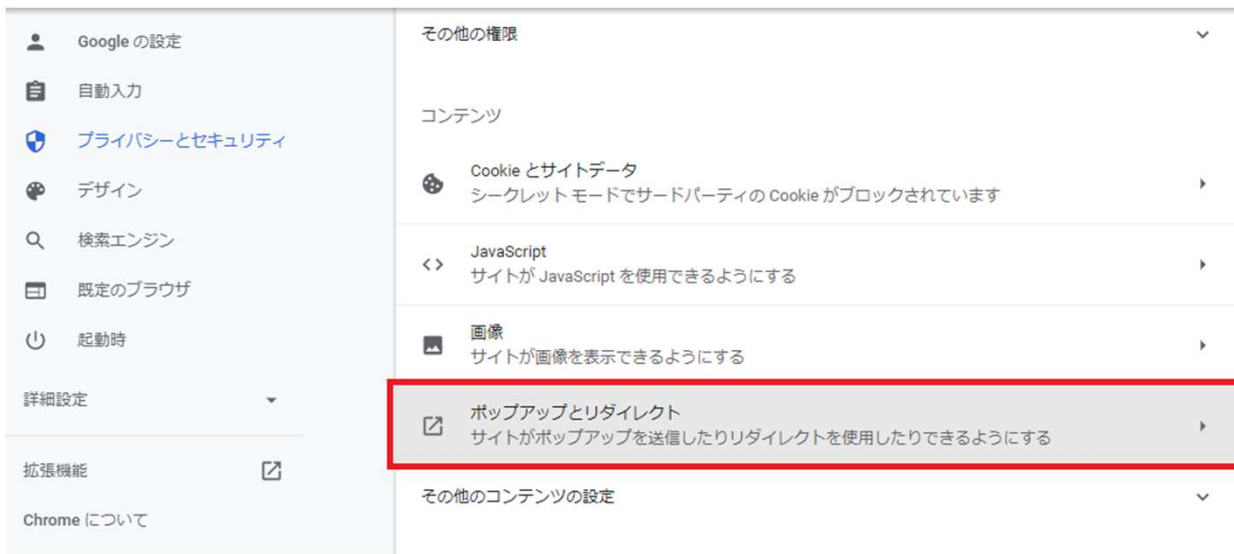 Google の設定
自動入力
プライバシーとセキュリティ
デザイン
検索エンジン
既定のブラウザ
起動時
詳細設定
拡張機能
Chrome について
その他の権限
コンテンツ
Cookie とサイトデータ
シークレット モードでサードパーティの Cookie がブロックされています
JavaScript
サイトが JavaScript を使用できるようにする
画像
サイトが画像を表示できるようにする
ポップアップとリダイレクト
サイトがポップアップを送信したりリダイレクトを使用したりできるようにする
その他のコンテンツの設定